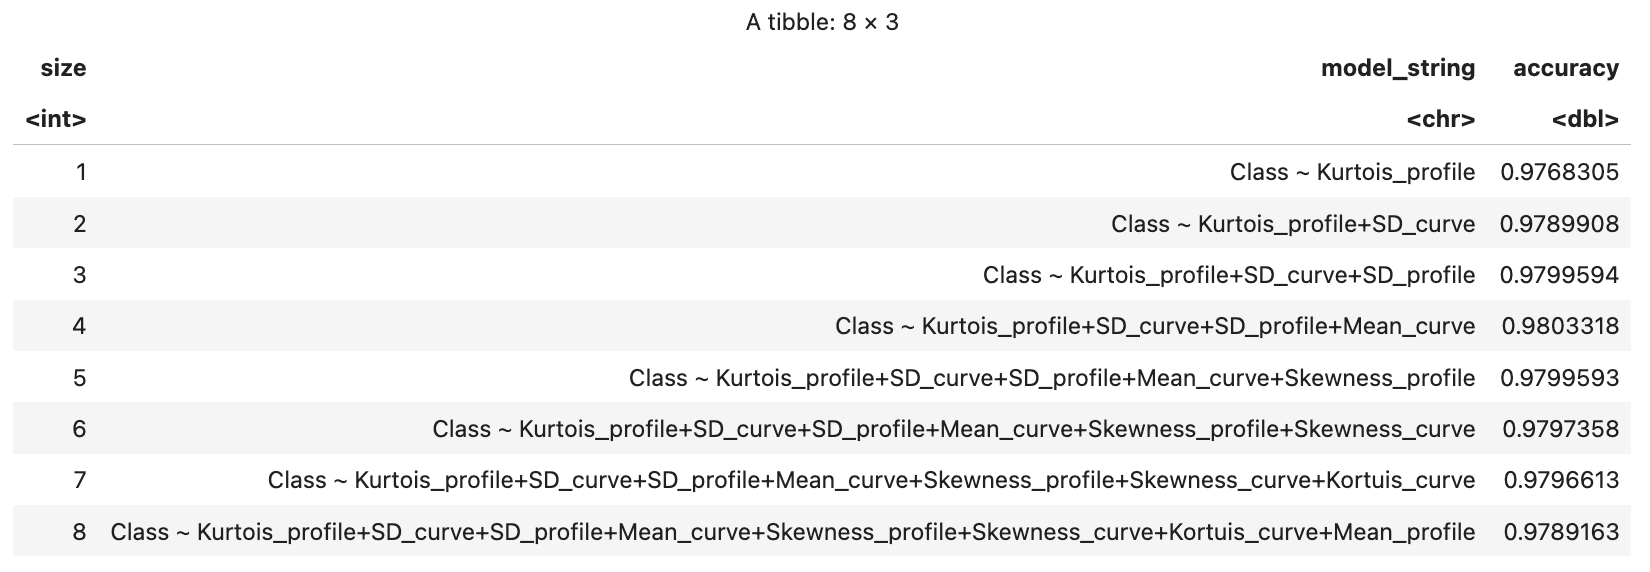 A tibble: 8 × 3
size model_string accuracy
<int> <chr> <dbl>
1 Class ~ Kurtois_profile 0.9768305
2 Class ~ Kurtois_profile+SD_curve 0.9789908
3 Class ~ Kurtois_profile+SD_curve+SD_profile 0.9799594
4 Class ~ Kurtois_profile+SD_curve+SD_profile+Mean_curve 0.9803318
5 Class ~ Kurtois_profile+SD_curve+SD_profile+Mean_curve+Skewness_profile 0.9799593
6 Class ~ Kurtois_profile+SD_curve+SD_profile+Mean_curve+Skewness_profile+Skewness_curve 0.9797358
7 Class ~ Kurtois_profile+SD_curve+SD_profile+Mean_curve+Skewness_profile+Skewness_curve+Kortuis_curve 0.9796613
8 Class ~ Kurtois_profile+SD_curve+SD_profile+Mean_curve+Skewness_profile+Skewness_curve+Kortuis_curve+Mean_profile 0.9789163